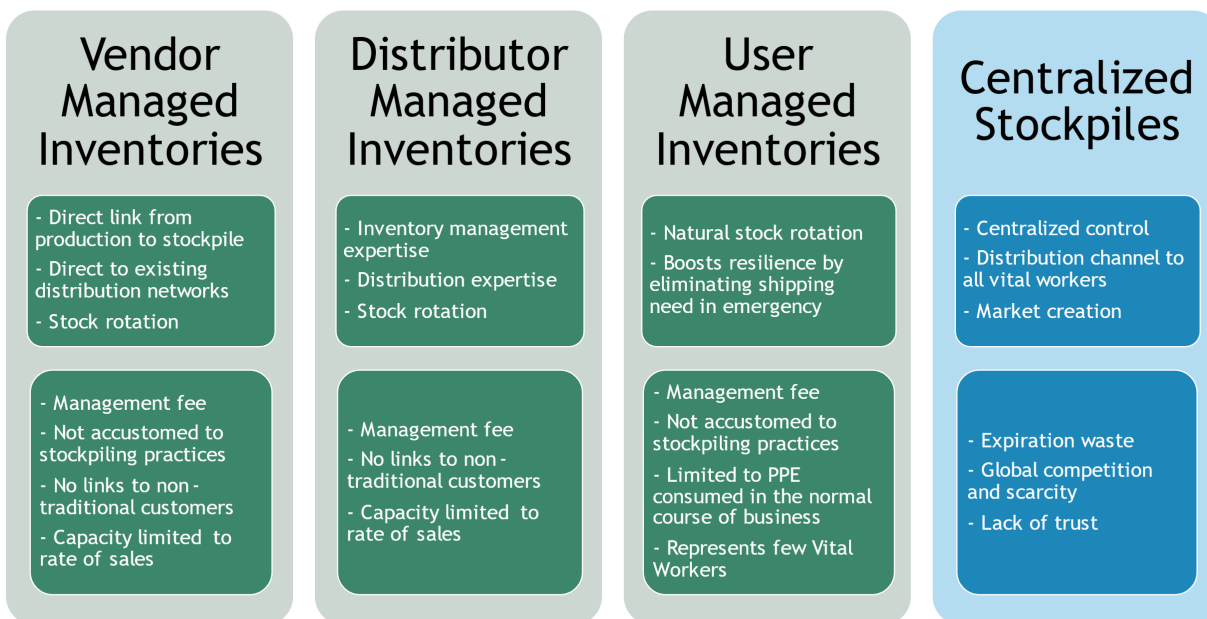 Vendor
Managed
Inventories
- Direct link from
production to stockpile
- Direct to existing
distribution networks
- Stock rotation
- Management fee
- Not accustomed to
stockpiling practices
- No links to non-
traditional customers
- Capacity limited to
rate of sales
Distributor
Managed
Inventories
- Inventory management
expertise
- Distribution expertise
- Stock rotation
- Management fee
- No links to non-
traditional customers
- Capacity limited to
rate of sales
User
Managed
Inventories
- Natural stock rotation
- Boosts resilience by
eliminating shipping
need in emergency
- Management fee
- Not accustomed to
stockpiling practices
- Limited to PPE
consumed in the normal
course of business
- Represents few Vital
Workers
Centralized
Stockpiles
- Centralized control
- Distribution channel to
all vital workers
- Market creation
- Expiration waste
- Global competition
and scarcity
- Lack of trust